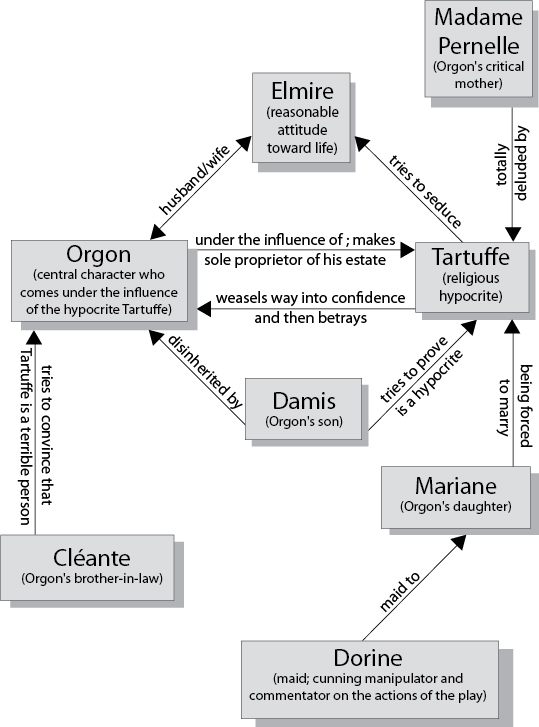 Madame
Pernelle
(Orgon's critical
mother)
Elmire
(reasonable
attitude
toward life)
husband/wife
tries to seduce
totally
deluded by
Orgon
(central character who
comes under the influence
of the hypocrite Tartuffe)
under the influence of ; makes
sole proprietor of his estate
weasels way into confidence
and then betrays
Tartuffe
(religious
hypocrite)
disinherited by
tries to prove
is a hypocrite
being forced
to marry
Damis
(Orgon's son)
tries to convince that
Tartuffe is a terrible person
Mariane
(Orgon's daughter)
Cléante
(Orgon's brother-in-law)
maid to
Dorine
(maid; cunning manipulator and
commentator on the actions of the play)